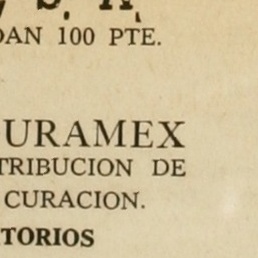 , S. A.
DAN 100 PTE.
URAMEX
TRIBUCION DE
CURACION.
TORIOS